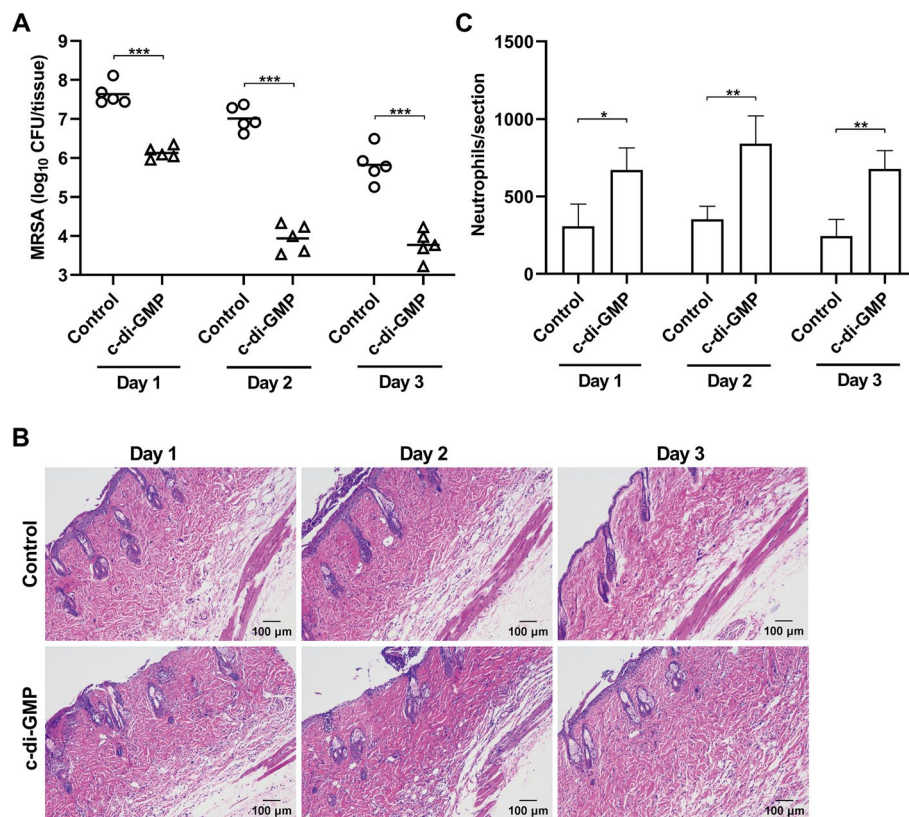 A
MRSA (log10 CFU/tissue)
9
8
7
6
5
4
3
***
***
***
Control
c-di-GMP
Control
c-di-GMP
Control
c-di-GMP
Day 1
Day 2
Day 3
C
Neutrophils/section
1500
1000
500
0
*
**
**
Control
c-di-GMP
Control
c-di-GMP
Control
c-di-GMP
Day 1
Day 2
Day 3
B
Day 1
Day 2
Day 3
Control
100 μm
100 μm
100 μm
c-di-GMP
100 μm
100 μm
100 μm